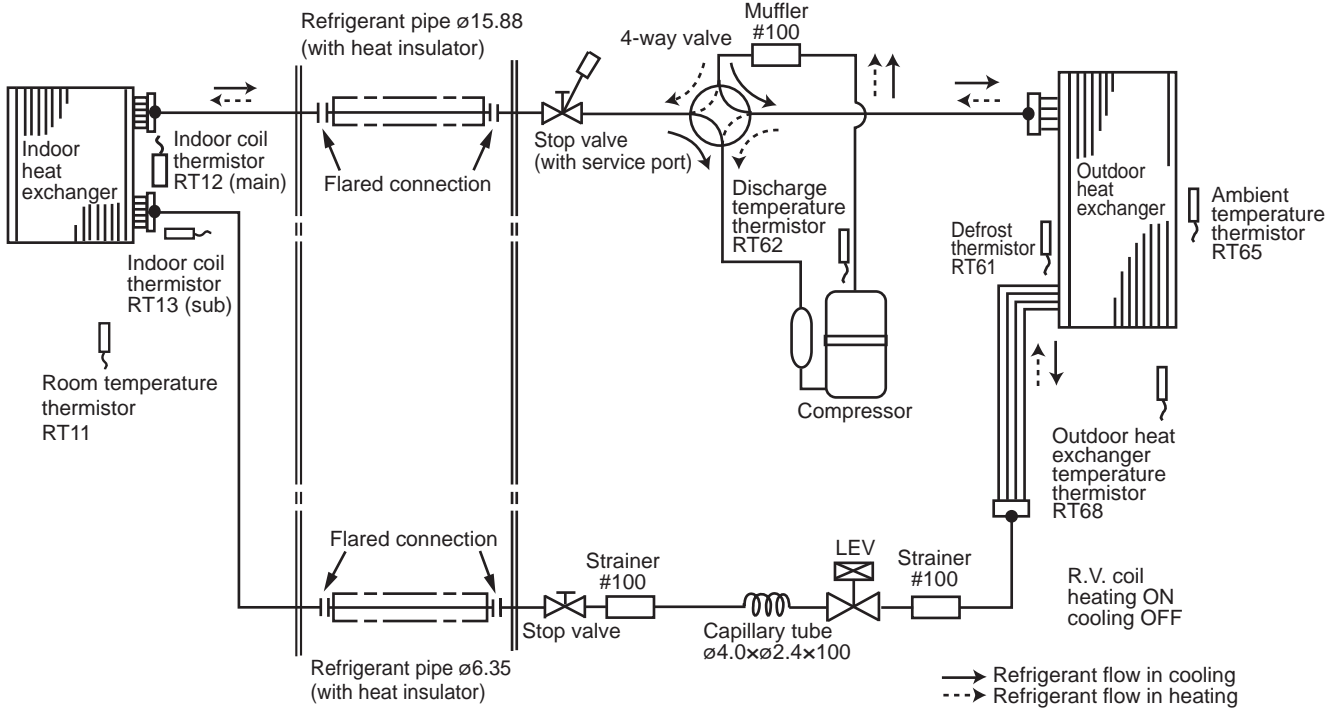 Refrigerant pipe ø15.88
(with heat insulator)
Muffler
#100
4-way valve
Indoor
heat
exchanger
Indoor coil
thermistor
RT12 (main)
Flared connection
Stop valve
(with service port)
Discharge
temperature
thermistor
RT62
Outdoor
heat
exchanger
Ambient
temperature
thermistor
RT65
Defrost
thermistor
RT61
Indoor coil
thermistor
RT13 (sub)
Room temperature
thermistor
RT11
Compressor
Outdoor heat
exchanger
temperature
thermistor
RT68
Flared connection
Strainer
#100
LEV
Strainer
#100
R.V. coil
heating ON
cooling OFF
Stop valve
Capillary tube
ø4.0×ø2.4×100
Refrigerant pipe ø6.35
(with heat insulator)
Refrigerant flow in cooling
Refrigerant flow in heating